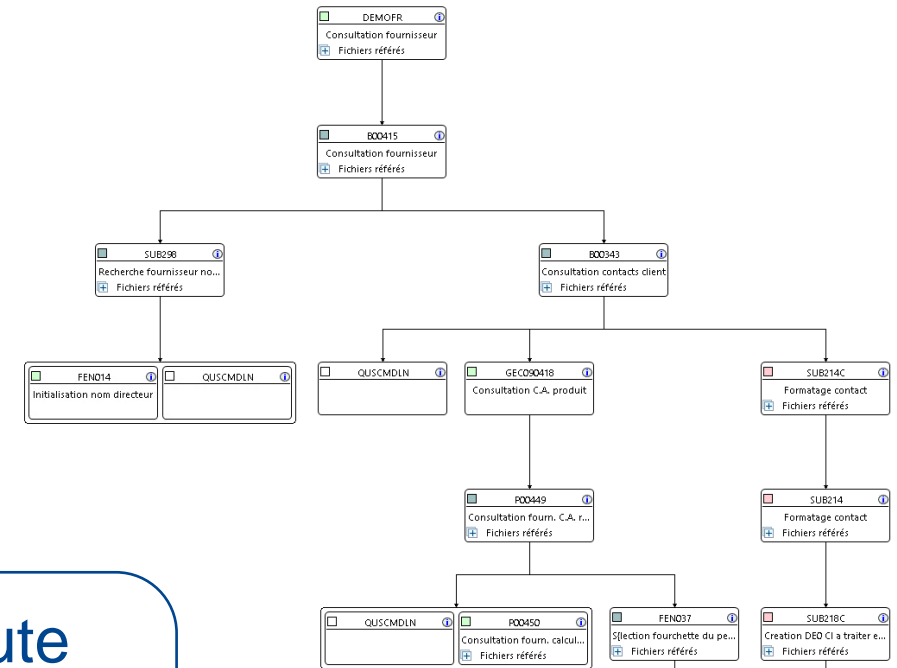 DEMOFR
Consultation fournisseur
Fichiers référés
B00415
Consultation fournisseur
Fichiers référés
SUB298
Recherche fournisseur no...
Fichiers référés
B00343
Consultation contacts client
Fichiers référés
FEN014
Initialisation nom directeur
QUSCMDLN
QUSCMDLN
GEC090418
Consultation C.A. produit
SUB214C
Formatage contact
Fichiers référés
P00449
Consultation fourn. C.A. r...
Fichiers référés
SUB214
Formatage contact
Fichiers référés
QUSCMDLN
P00450
Consultation fourn. calcul...
Fichiers référés
FEN037
S[lection fourchette du pe...
Fichiers référés
SUB218C
Creation DE0 CI a traiter e...
Fichiers référés
ute